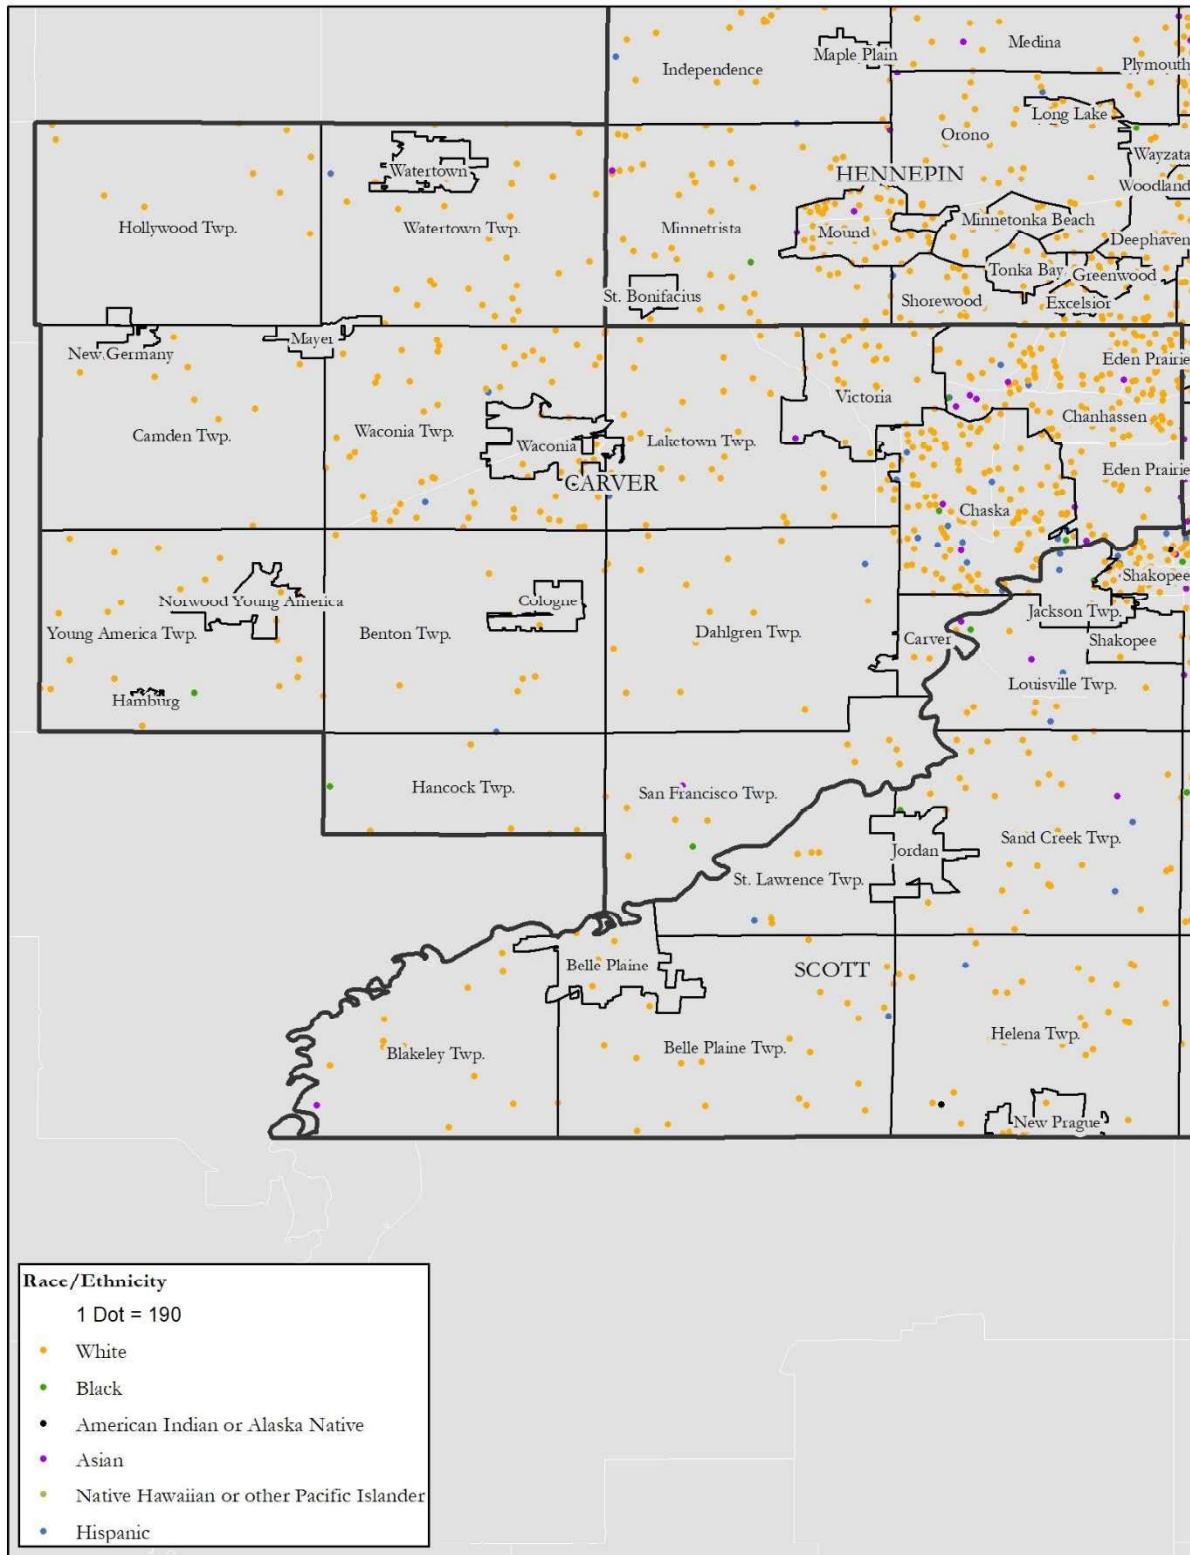 Medina
Maple Plain
Independence
Plymouth
Long Lake
Orono
Wayzata
Watertown
HENNEPIN
Woodland
Minnetonka Beach
Hollywood Twp.
Watertown Twp.
Minnetrista
Mound
Deephaven
Tonka Bay
Greenwood
St. Bonifacius
Shorewood
Excelsior
Mayer
New Germany
Eden Prairie
Victoria
Chanhassen
Camden Twp.
Waconia Twp.
Waconia
Laketown Twp.
Eden Prairie
CARVER
Chaska
Shakopee
Norwood Young America
Cologne
Jackson Twp.
Young America Twp.
Benton Twp.
Dahlgren Twp.
Carver
Shakopee
Louisville Twp.
Hamburg
Hancock Twp.
San Francisco Twp.
Sand Creek Twp.
Jordan
St. Lawrence Twp.
Belle Plaine
SCOTT
Helena Twp.
Belle Plaine Twp.
Blakeley Twp.
New Prague
Race/Ethnicity
1 Dot = 190
White
Black
American Indian or Alaska Native
Asian
Native Hawaiian or other Pacific Islander
Hispanic